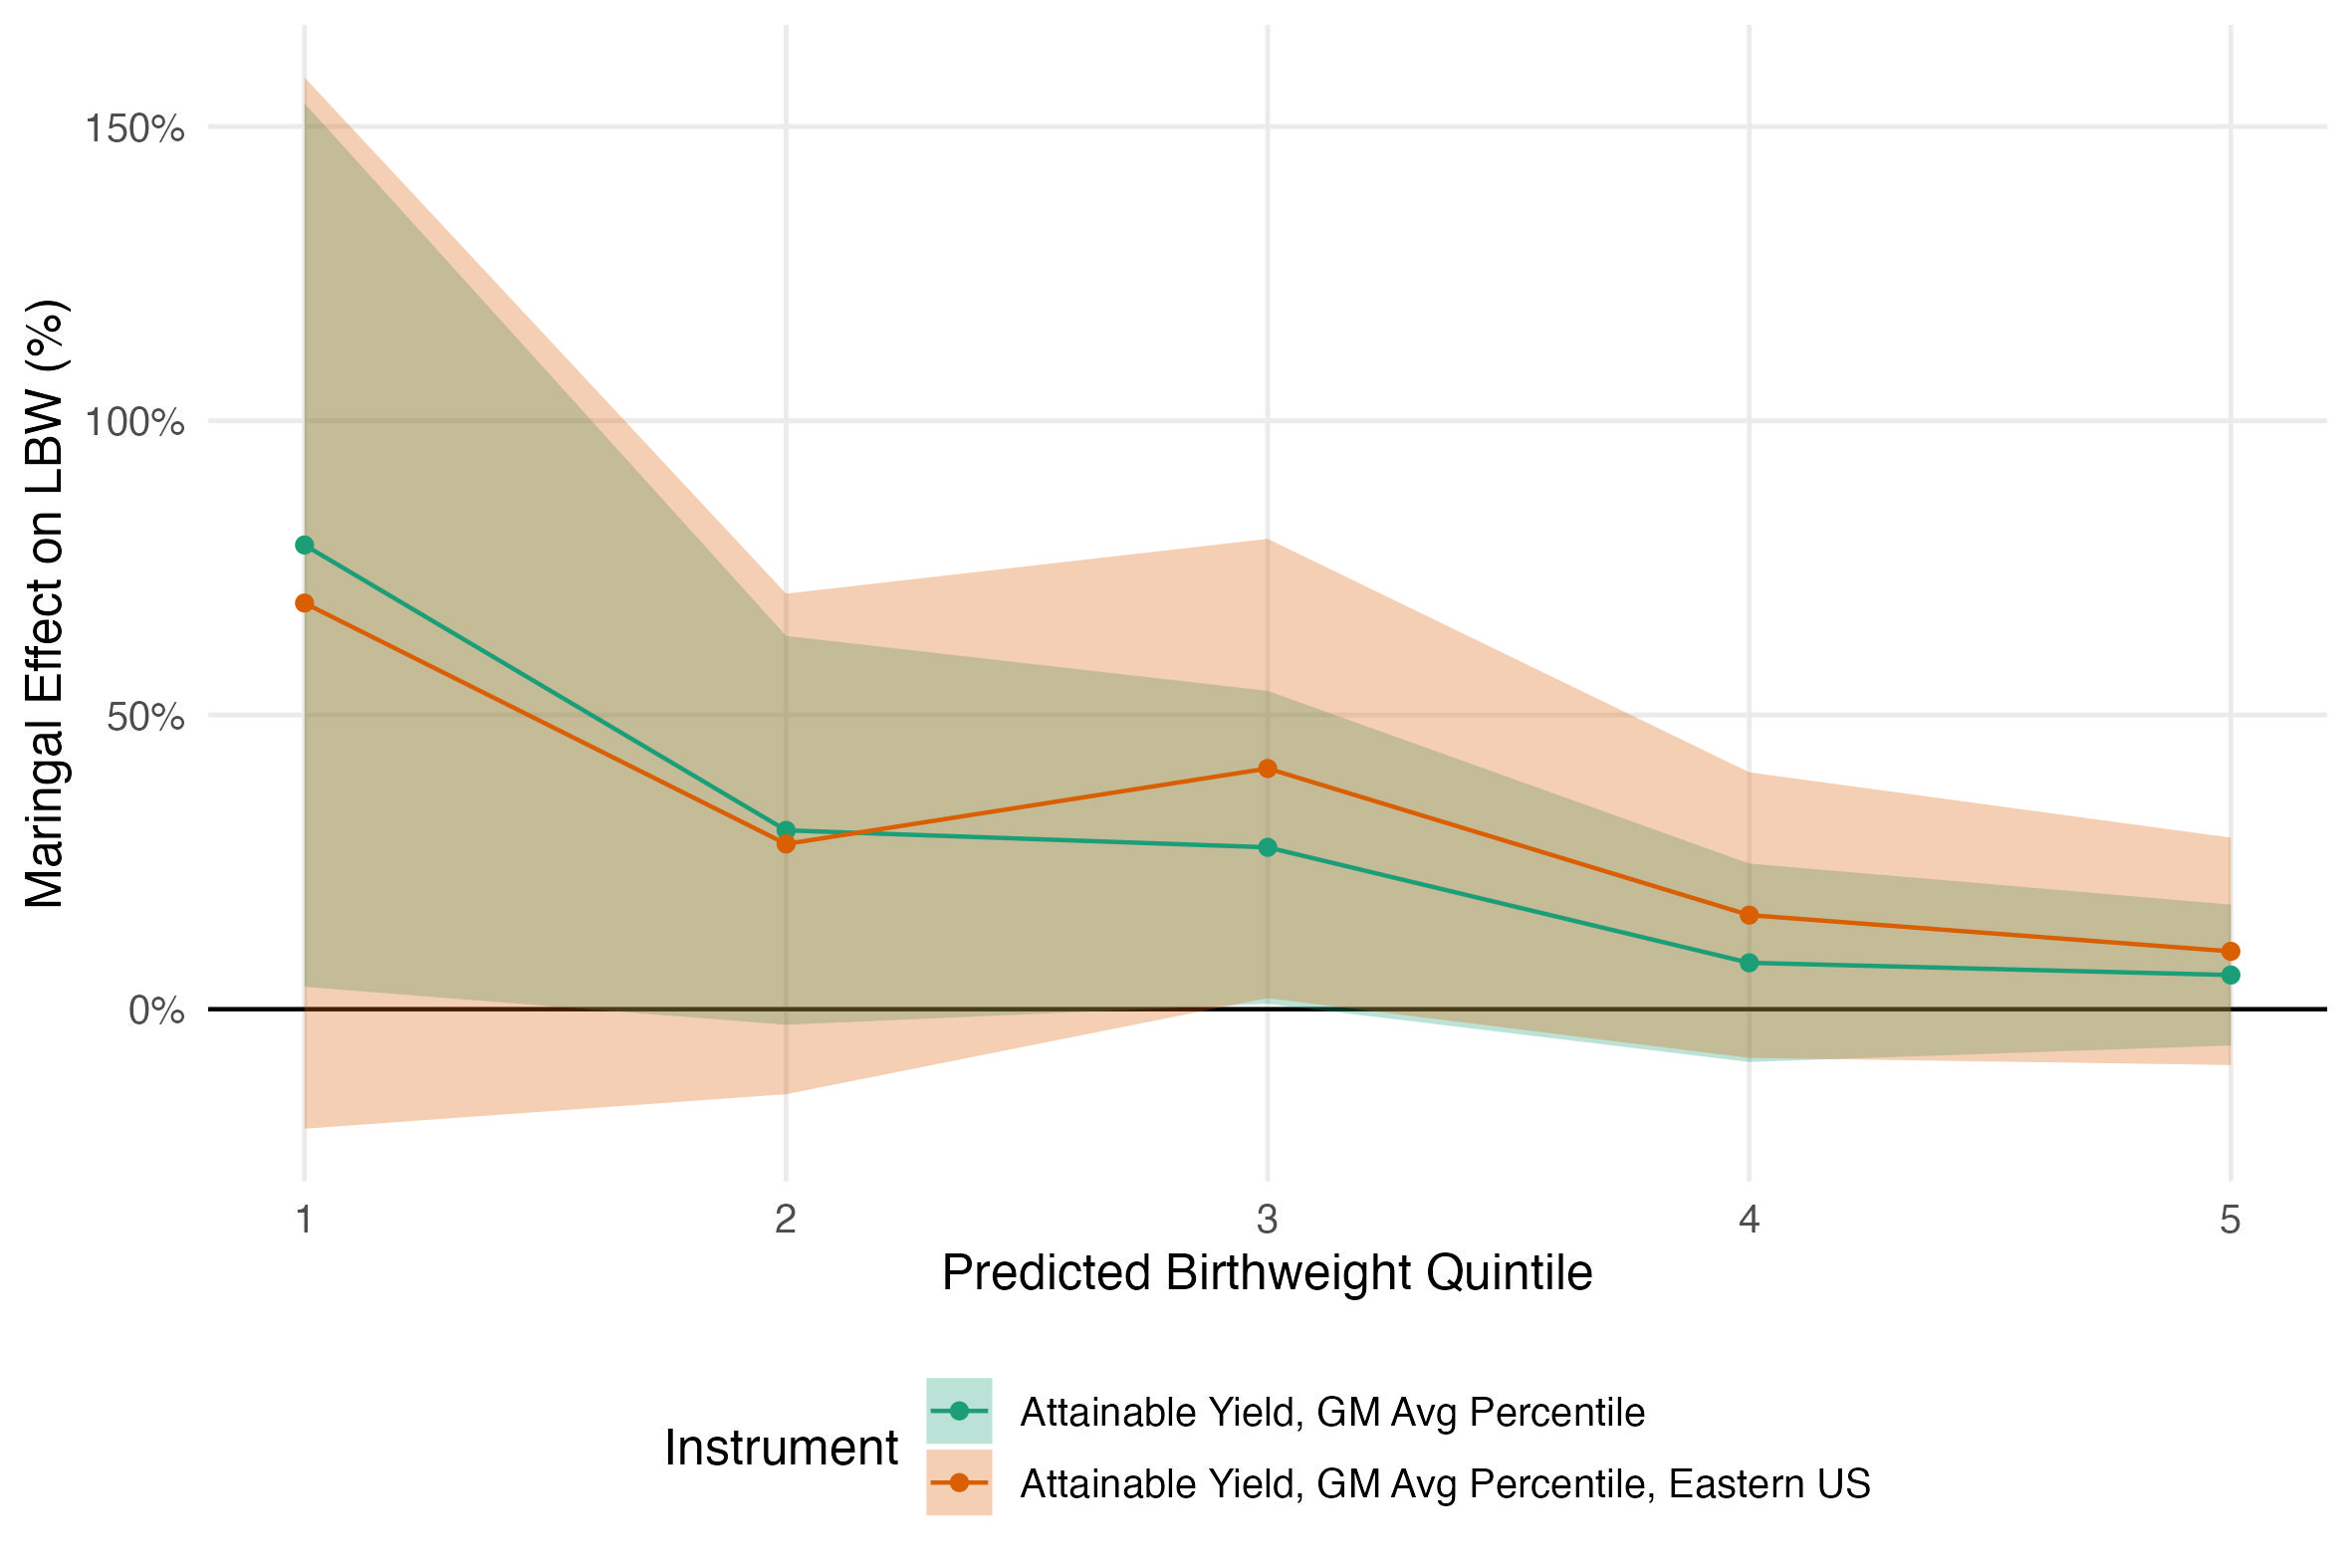 Maringal Effect on LBW (%)
150%
100%
50%
0%
1 2 3 4 5
Predicted Birthweight Quintile
Instrument
Attainable Yield, GM Avg Percentile
Attainable Yield, GM Avg Percentile, Eastern US